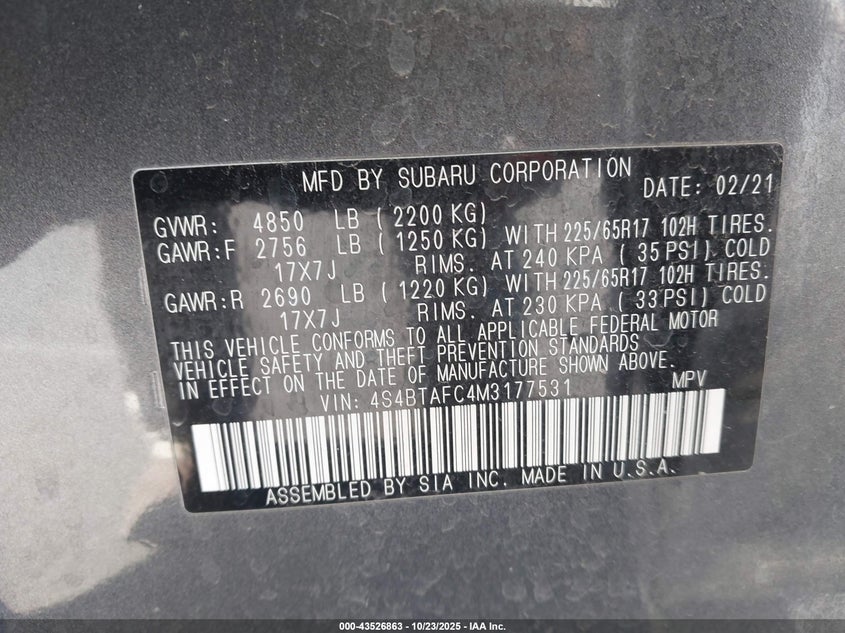 MFD BY SUBARU CORPORATION DATE: 02/21
GVWR: 4850 LB ( 2200 KG)
GAWR:F 2756 LB ( 1250 KG) WITH 225/65R17 102H TIRES.
17X7J RIMS. AT 240 KPA ( 35 PSI) COLD
GAWR:R 2690 LB ( 1220 KG) WITH 225/65R17 102H TIRES.
17X7J RIMS. AT 230 KPA ( 33 PSI) COLD
THIS VEHICLE CONFORMS TO ALL APPLICABLE FEDERAL MOTOR
VEHICLE SAFETY AND THEFT PREVENTION STANDARDS
IN EFFECT ON THE DATE OF MANUFACTURE SHOWN ABOVE.
VIN: 4S4BTAFC4M3177531 MPV
ASSEMBLED BY SIA INC. MADE IN U.S.A.
000-43526863 - 10/23/2025 - IAA Inc.